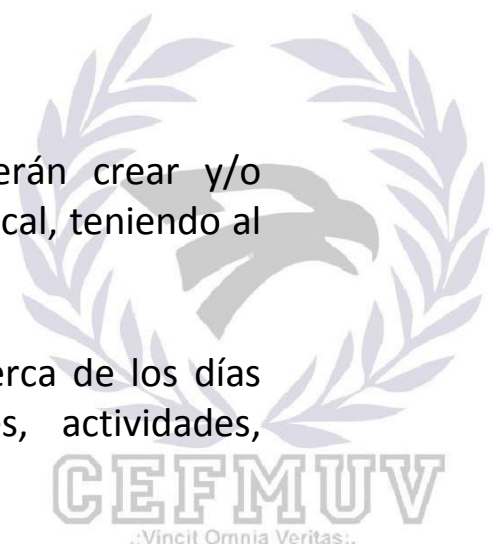 erán crear y/o
cal, teniendo al
erca de los días
s, actividades,
CEFMUV
.:Vincit Omnia Veritas:.